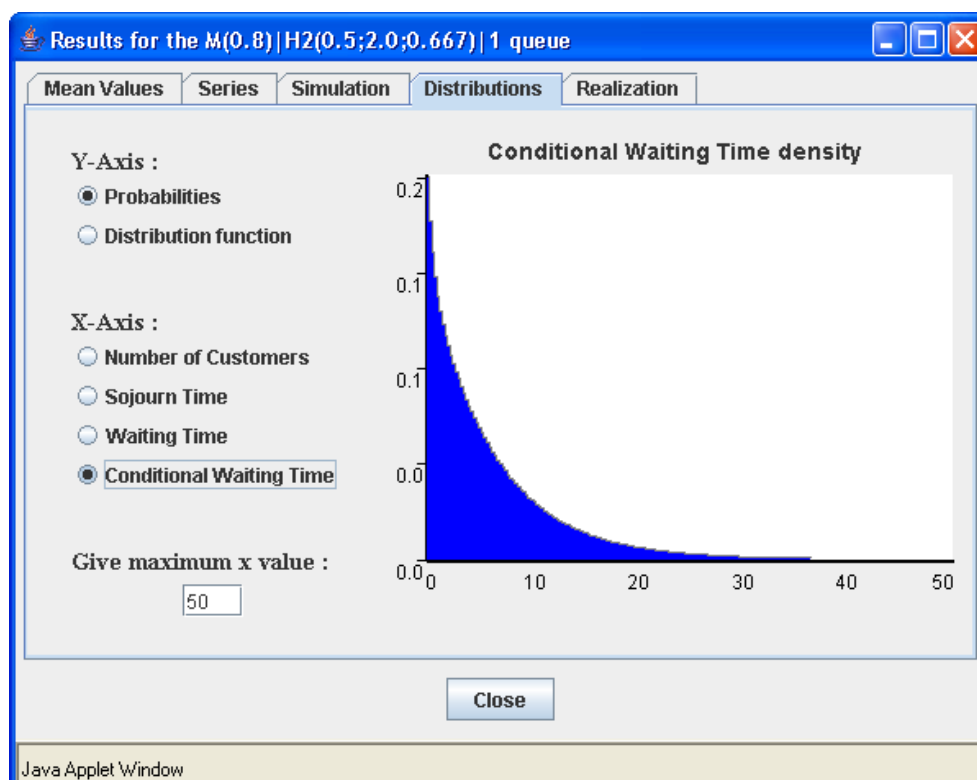 Results for the M(0.8)|H2(0.5;2.0;0.667)|1 queue
Mean Values Series Simulation Distributions Realization
Y-Axis :
Probabilities
Distribution function
X-Axis :
Number of Customers
Sojourn Time
Waiting Time
Conditional Waiting Time
Give maximum x value :
50
Conditional Waiting Time density
0.2
0.1
0.1
0.0
0.0
0 10 20 30 40 50
Close
Java Applet Window